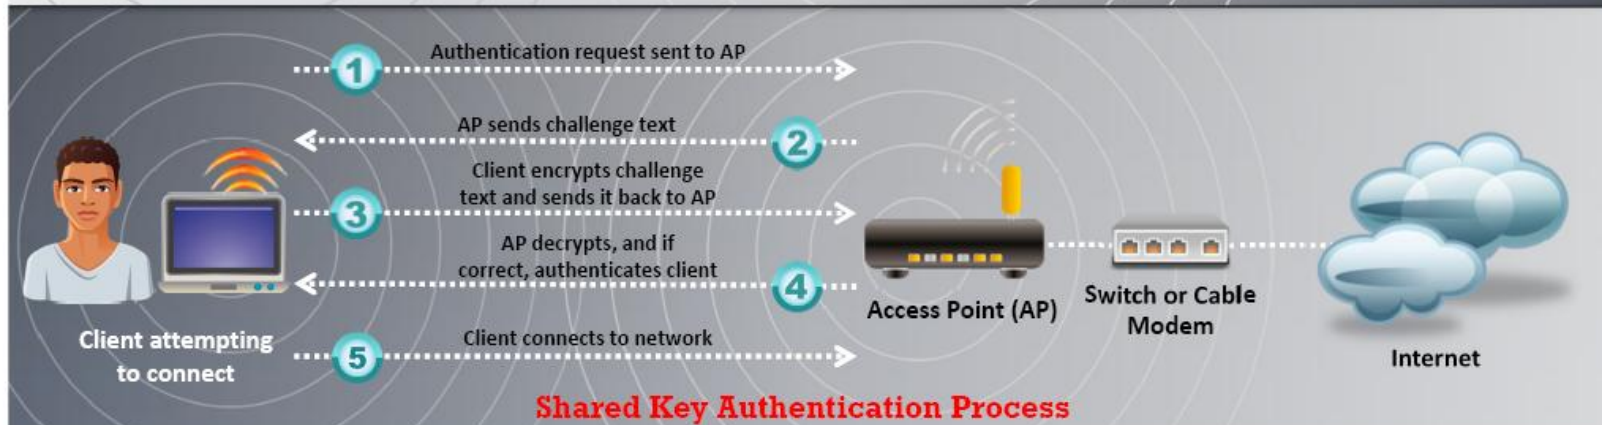 1
Authentication request sent to AP
AP sends challenge text
2
Client encrypts challenge
3
text and sends it back to AP
AP decrypts, and if
correct, authenticates client
4
5
Client connects to network
Client attempting
to connect
Access Point (AP)
Switch or Cable
Modem
Internet
Shared Key Authentication Process